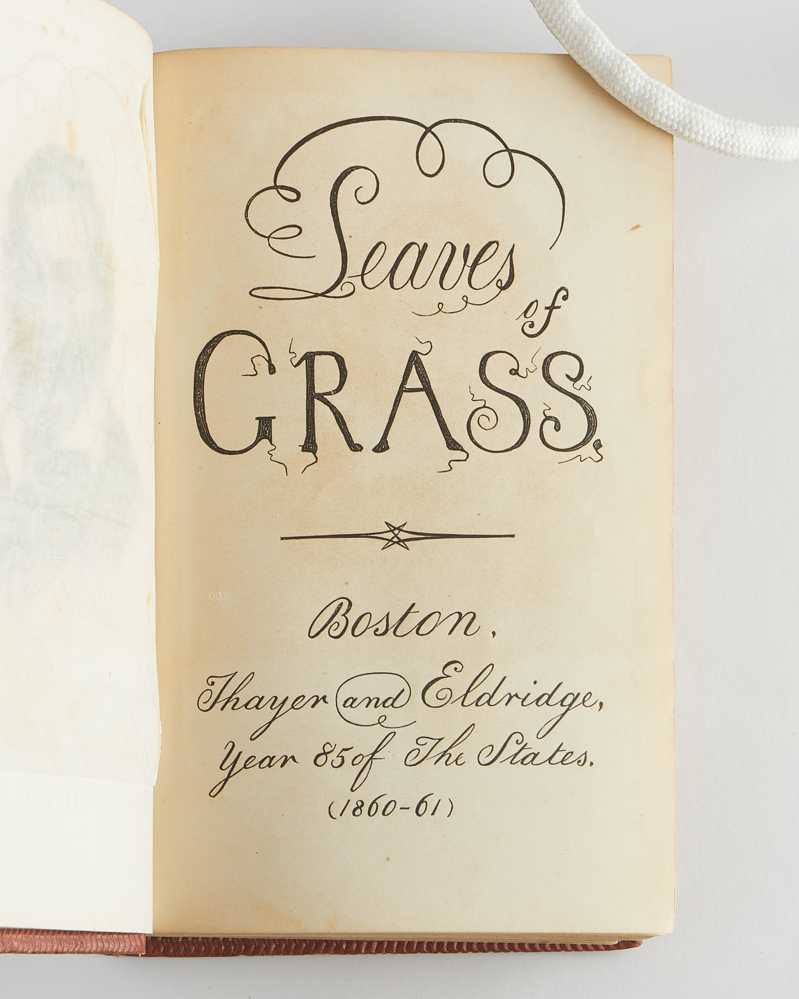 Leaves
of
GRASS.
Boston.
Thayer and Eldridge,
Year 85 of The States.
(1860-61)